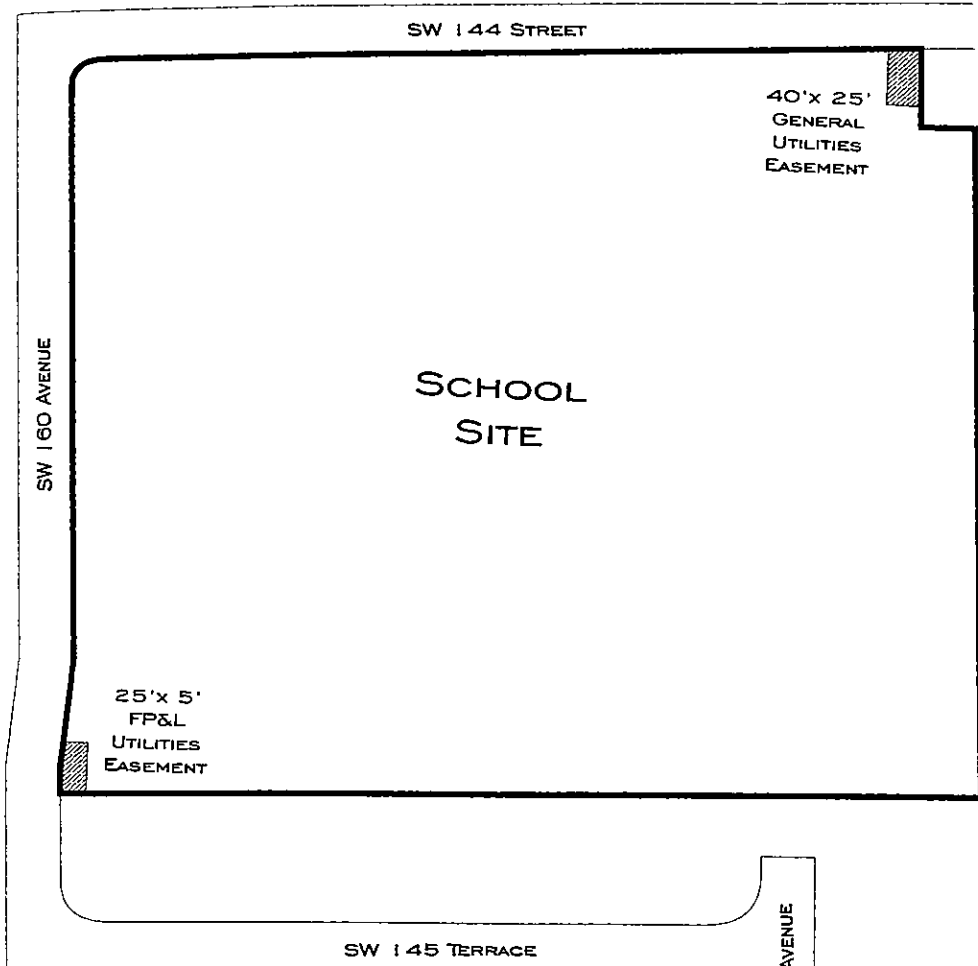 SW 144 STREET
40'x 25'
GENERAL
UTILITIES
EASEMENT
SW 160 AVENUE
SCHOOL
SITE
25'x 5'
FP&L
UTILITIES
EASEMENT
SW 145 TERRACE
AVENUE